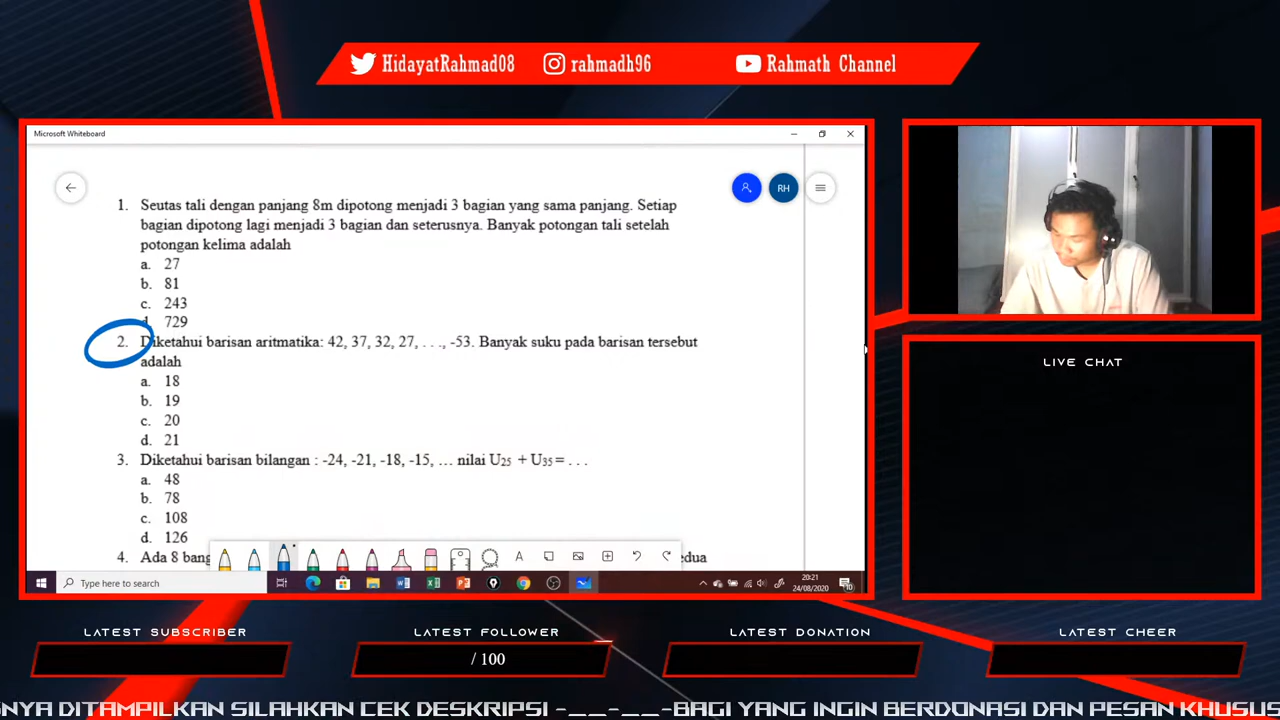 HidayatRahmad08 rahmadh96 Rahmath Channel
Microsoft Whiteboard
RH
1. Seutas tali dengan panjang 8m dipotong menjadi 3 bagian yang sama panjang. Setiap
bagian dipotong lagi menjadi 3 bagian dan seterusnya. Banyak potongan tali setelah
potongan kelima adalah
a. 27
b. 81
c. 243
d. 729
2. Diketahui barisan aritmatika: 42, 37, 32, 27, . . ., -53. Banyak suku pada barisan tersebut
adalah
a. 18
b. 19
c. 20
d. 21
3. Diketahui barisan bilangan : -24, -21, -18, -15, … nilai U25 + U35 = . . .
a. 48
b. 78
c. 108
d. 126
4. Ada 8 bang
edua
Type here to search
20:21
24/08/2020
10
LIVE CHAT
LATEST SUBSCRIBER
LATEST FOLLOWER
/ 100
LATEST DONATION
LATEST CHEER
NYA DITAMPILKAN SILAHKAN CEK DESKRIPSI -__-__-BAGI YANG INGIN BERDONASI DAN PESAN KHUSUS